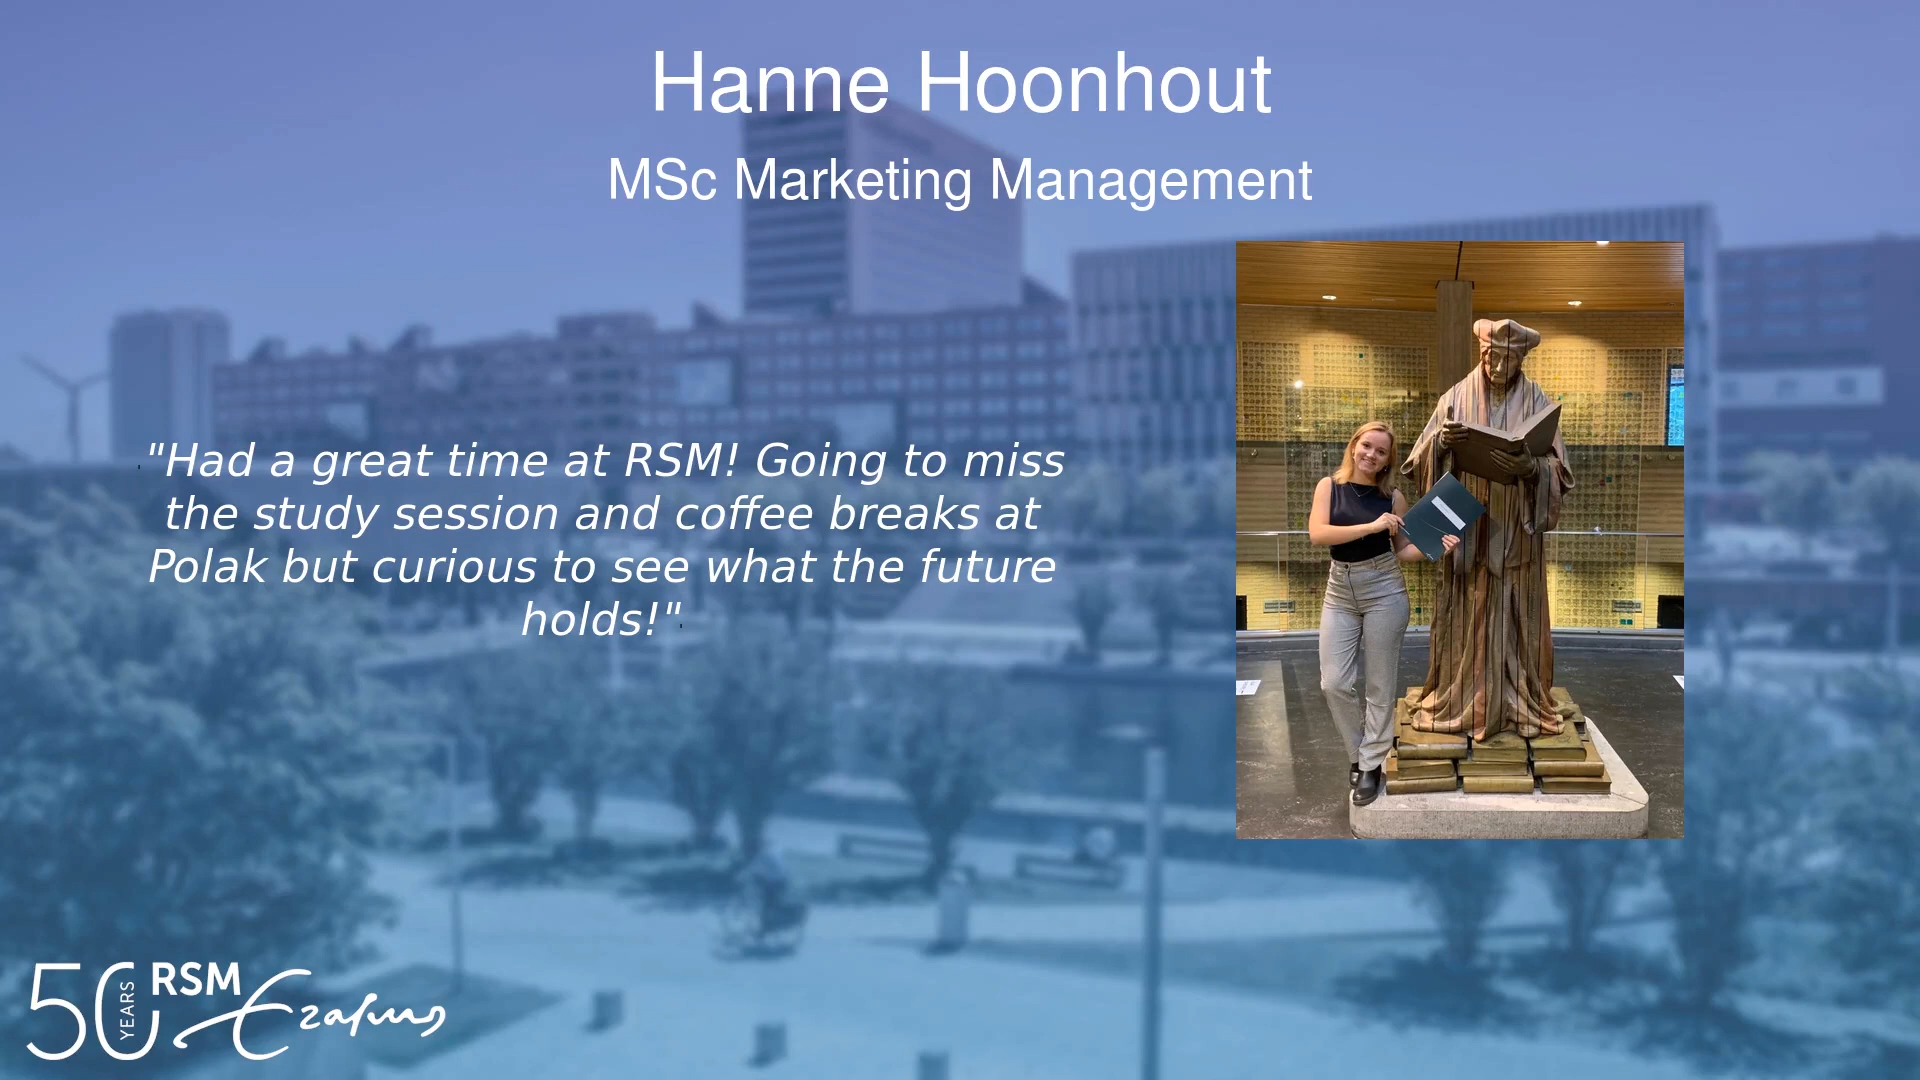 Hanne Hoonhout
MSc Marketing Management
"Had a great time at RSM! Going to miss
the study session and coffee breaks at
Polak but curious to see what the future
holds!"
50 YEARS RSM Erasmus